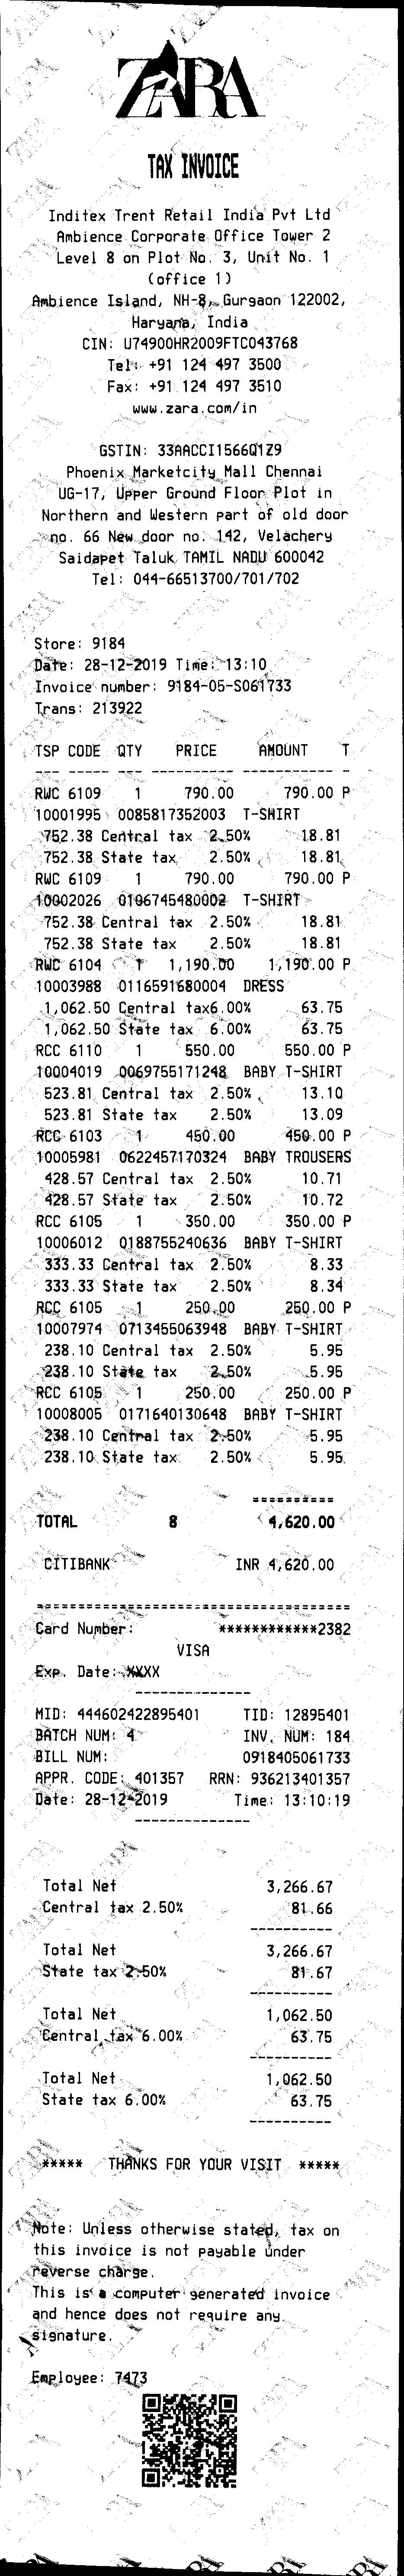 ZARA
TAX INVOICE
Inditex Trent Retail India Pvt Ltd
Ambience Corporate Office Tower 2
Level 8 on Plot No. 3, Unit No. 1
(office 1)
Ambience Island, NH-8, Gurgaon 122002,
Haryana, India
CIN: U74900HR2009FTC043768
Tel: +91 124 497 3500
Fax: +91 124 497 3510
www.zara.com/in
GSTIN: 33AACCI1566Q1Z9
Phoenix Marketcity Mall Chennai
UG-17, Upper Ground Floor Plot in
Northern and Western part of old door
no. 66 New door no. 142, Velachery
Saidapet Taluk TAMIL NADU 600042
Tel: 044-66513700/701/702
Store: 9184
Date: 28-12-2019 Time: 13:10
Invoice number: 9184-05-S061733
Trans: 213922
TSP CODE QTY PRICE AMOUNT T
--- ----- --- ---------- ----------- -
RWC 6109 1 790.00 790.00 P
10001995 0085817352003 T-SHIRT
752.38 Central tax 2.50% 18.81
752.38 State tax 2.50% 18.81
RWC 6109 1 790.00 790.00 P
10002026 0106745480002 T-SHIRT
752.38 Central tax 2.50% 18.81
752.38 State tax 2.50% 18.81
RWC 6104 1 1,190.00 1,190.00 P
10003988 0116591680004 DRESS
1,062.50 Central tax6.00% 63.75
1,062.50 State tax 6.00% 63.75
RCC 6110 1 550.00 550.00 P
10004019 0069755171248 BABY T-SHIRT
523.81 Central tax 2.50% 13.10
523.81 State tax 2.50% 13.09
RCC 6103 1 450.00 450.00 P
10005981 0622457170324 BABY TROUSERS
428.57 Central tax 2.50% 10.71
428.57 State tax 2.50% 10.72
RCC 6105 1 350.00 350.00 P
10006012 0188755240636 BABY T-SHIRT
333.33 Central tax 2.50% 8.33
333.33 State tax 2.50% 8.34
RCC 6105 1 250.00 250.00 P
10007974 0713455063948 BABY T-SHIRT
238.10 Central tax 2.50% 5.95
238.10 State tax 2.50% 5.95
RCC 6105 1 250.00 250.00 P
10008005 0171640130648 BABY T-SHIRT
238.10 Central tax 2.50% 5.95
238.10 State tax 2.50% 5.95
==========
TOTAL 8 4,620.00
CITIBANK INR 4,620.00
======================================
Card Number: ************2382
VISA
Exp. Date: XXXX
--------------
MID: 444602422895401 TID: 12895401
BATCH NUM: 4 INV. NUM: 184
BILL NUM: 0918405061733
APPR. CODE: 401357 RRN: 936213401357
Date: 28-12-2019 Time: 13:10:19
--------------
Total Net 3,266.67
Central tax 2.50% 81.66
----------
Total Net 3,266.67
State tax 2.50% 81.67
----------
Total Net 1,062.50
Central tax 6.00% 63.75
----------
Total Net 1,062.50
State tax 6.00% 63.75
----------
***** THANKS FOR YOUR VISIT *****
Note: Unless otherwise stated, tax on
this invoice is not payable under
reverse charge.
This is a computer generated invoice
and hence does not require any
signature.
Employee: 7473